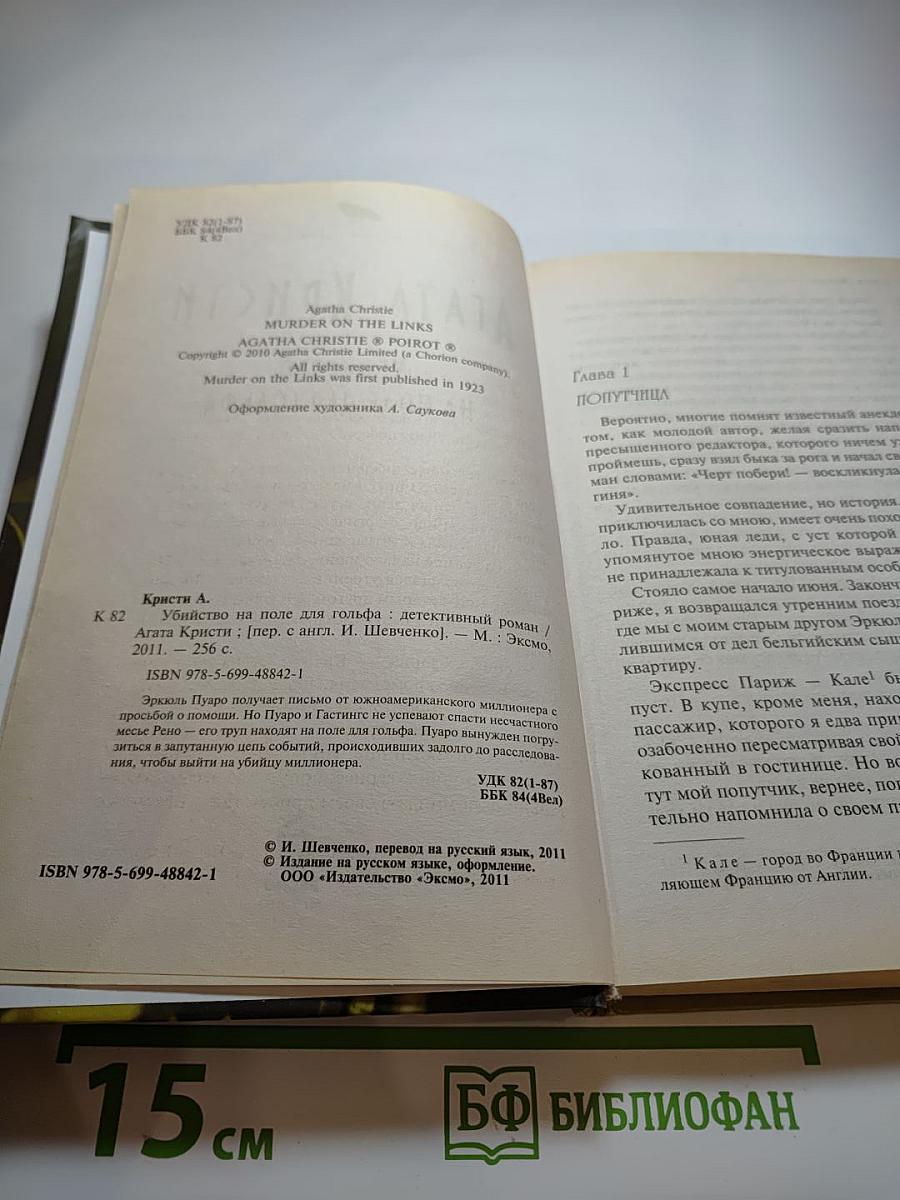 УДК 82(1-87)
ББК 84(4Вел)
К 82
Agatha Christie
MURDER ON THE LINKS
AGATHA CHRISTIE ® POIROT ®
Copyright © 2010 Agatha Christie Limited (a Chorion company).
All rights reserved.
Murder on the Links was first published in 1923
Оформление художника А. Саукова
Кристи А.
К 82 Убийство на поле для гольфа : детективный роман /
Агата Кристи ; [пер. с англ. И. Шевченко]. — М. : Эксмо,
2011. — 256 с.
ISBN 978-5-699-48842-1
Эркюль Пуаро получает письмо от южноамериканского миллионера с
просьбой о помощи. Но Пуаро и Гастингс не успевают спасти несчастного
месье Рено — его труп находят на поле для гольфа. Пуаро вынужден погру-
зиться в запутанную цепь событий, происходивших задолго до расследова-
ния, чтобы выйти на убийцу миллионера.
УДК 82(1-87)
ББК 84(4Вел)
© И. Шевченко, перевод на русский язык, 2011
© Издание на русском языке, оформление.
ООО «Издательство «Эксмо», 2011
ISBN 978-5-699-48842-1
Глава 1
ПОПУТЧИЦА
Вероятно, многие помнят известный анекд
том, как молодой автор, желая сразить нап
пресыщенного редактора, которого ничем у
проймешь, сразу взял быка за рога и начал св
ман словами: «Черт побери! — воскликнула
гиня».
Удивительное совпадение, но история,
приключилась со мною, имеет очень похо
ло. Правда, юная леди, с уст которой
упомянутое мною энергическое выраж
не принадлежала к титулованным особ
Стояло самое начало июня. Законч
риже, я возвращался утренним поезд
где мы с моим старым другом Эркюл
лившимся от дел бельгийским сыщ
квартиру.
Экспресс Париж — Кале¹ бы
пуст. В купе, кроме меня, нахо
пассажир, которого я едва при
озабоченно пересматривая свой
кованный в гостинице. Но во
тут мой попутчик, вернее, поп
тельно напомнила о своем п
¹ Кале — город во Франции
ляющем Францию от Англии.
15 см
БФ БИБЛИОФАН